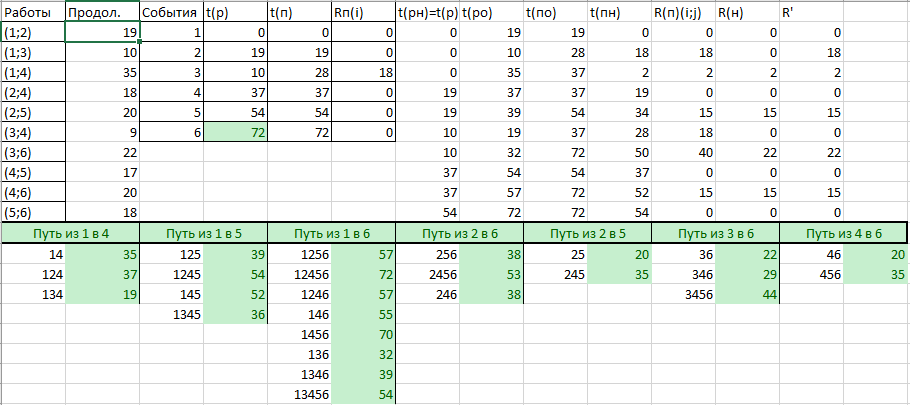 Работы Продол. События t(р) t(п) Rп(i) t(рн)=t(р) t(ро) t(по) t(пн) R(п)(i;j) R(н) R'
(1;2) 19 1 0 0 0 0 19 19 0 0 0 0
(1;3) 10 2 19 19 0 0 10 28 18 18 0 18
(1;4) 35 3 10 28 18 0 35 37 2 2 2 2
(2;4) 18 4 37 37 0 19 37 37 19 0 0 0
(2;5) 20 5 54 54 0 19 39 54 34 15 15 15
(3;4) 9 6 72 72 0 10 19 37 28 18 0 0
(3;6) 22 10 32 72 50 40 22 22
(4;5) 17 37 54 54 37 0 0 0
(4;6) 20 37 57 72 52 15 15 15
(5;6) 18 54 72 72 54 0 0 0
Путь из 1 в 4 Путь из 1 в 5 Путь из 1 в 6 Путь из 2 в 6 Путь из 2 в 5 Путь из 3 в 6 Путь из 4 в 6
14 35 125 39 1256 57 256 38 25 20 36 22 46 20
124 37 1245 54 12456 72 2456 53 245 35 346 29 456 35
134 19 145 52 1246 57 246 38 3456 44
1345 36 146 55
1456 70
136 32
1346 39
13456 54